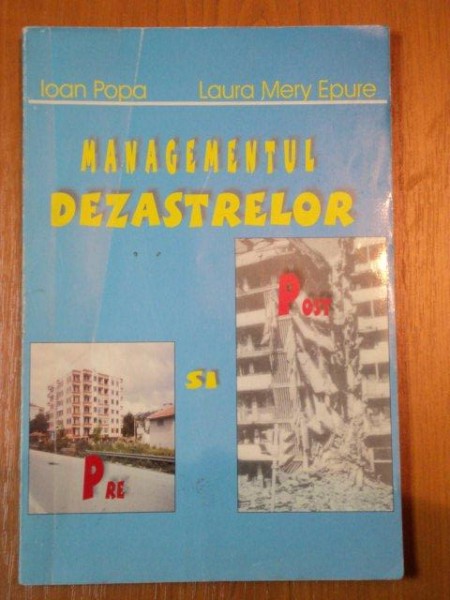 Ioan Popa Laura Mery Epure
MANAGEMENTUL
DEZASTRELOR
PRE
SI
POST